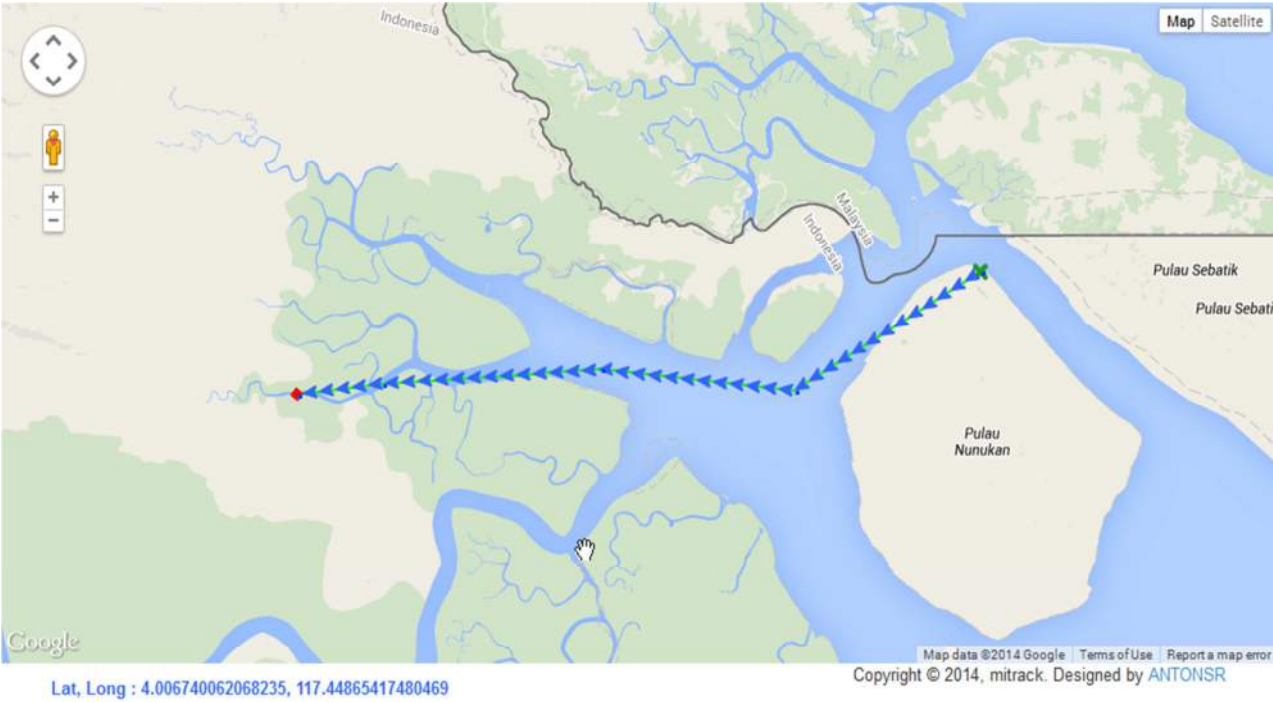 Indonesia
Map Satellite
Malaysia
Indonesia
Pulau Sebatik
Pulau Sebati
Pulau
Nunukan
+
−
Google
Map data ©2014 Google Terms of Use Report a map error
Copyright © 2014, mitrack. Designed by ANTONSR
Lat, Long : 4.006740062068235, 117.44865417480469